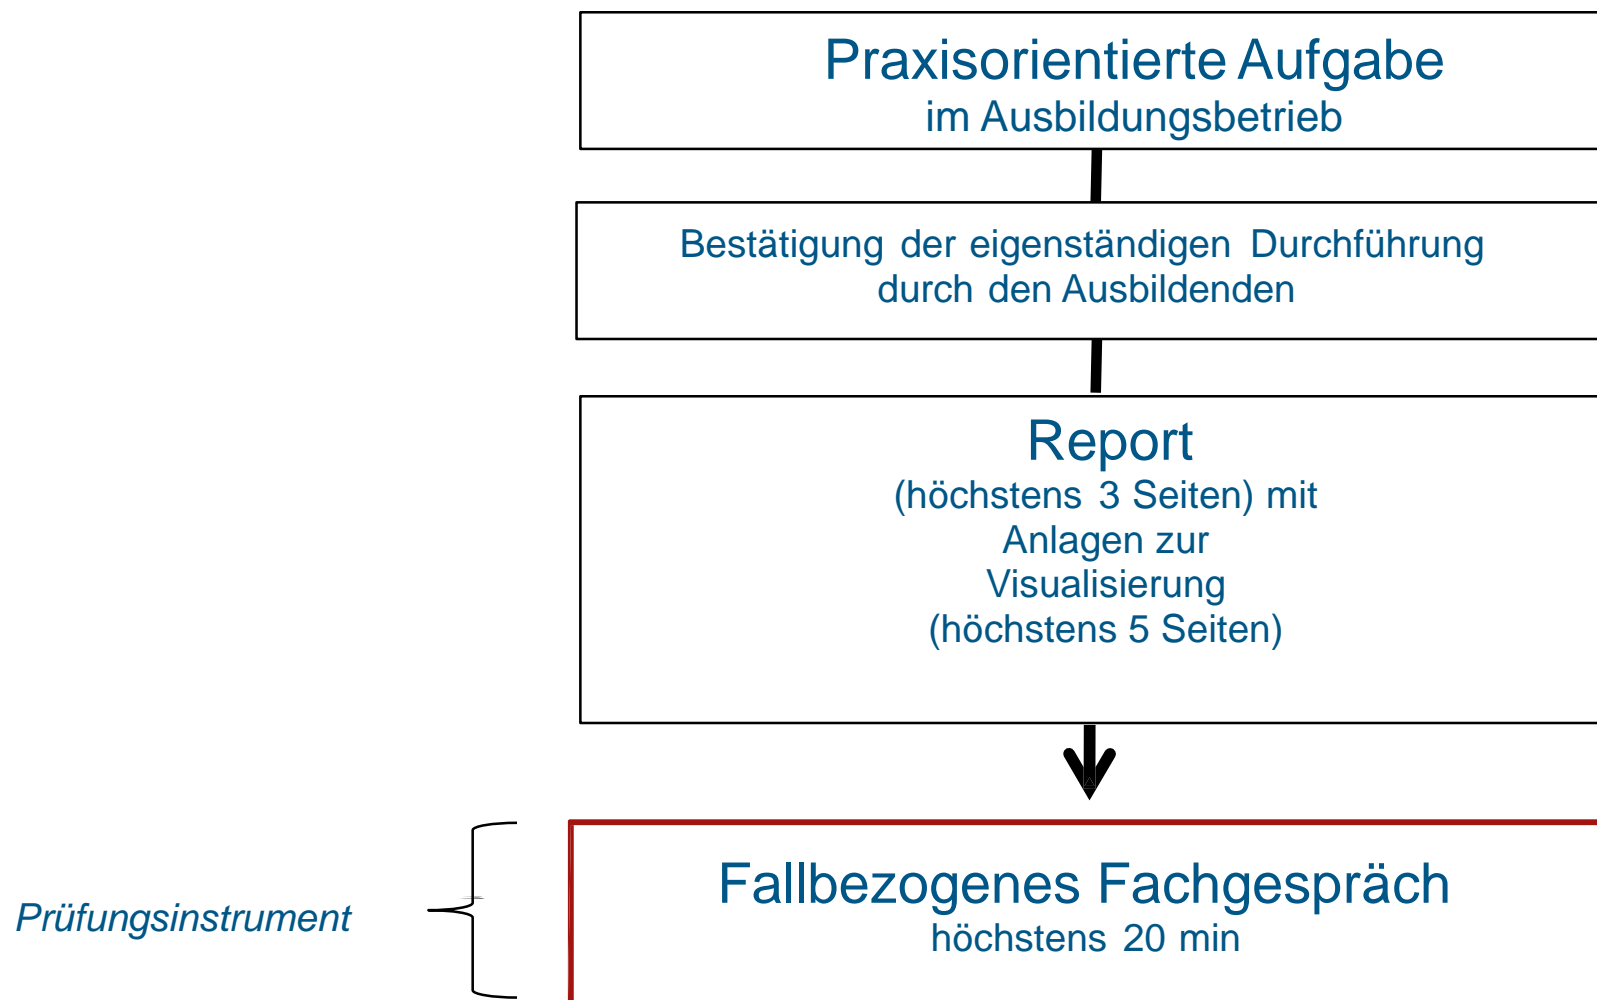 Praxisorientierte Aufgabe
im Ausbildungsbetrieb
Bestätigung der eigenständigen Durchführung
durch den Ausbildenden
Report
(höchstens 3 Seiten) mit
Anlagen zur
Visualisierung
(höchstens 5 Seiten)
Prüfungsinstrument
Fallbezogenes Fachgespräch
höchstens 20 min